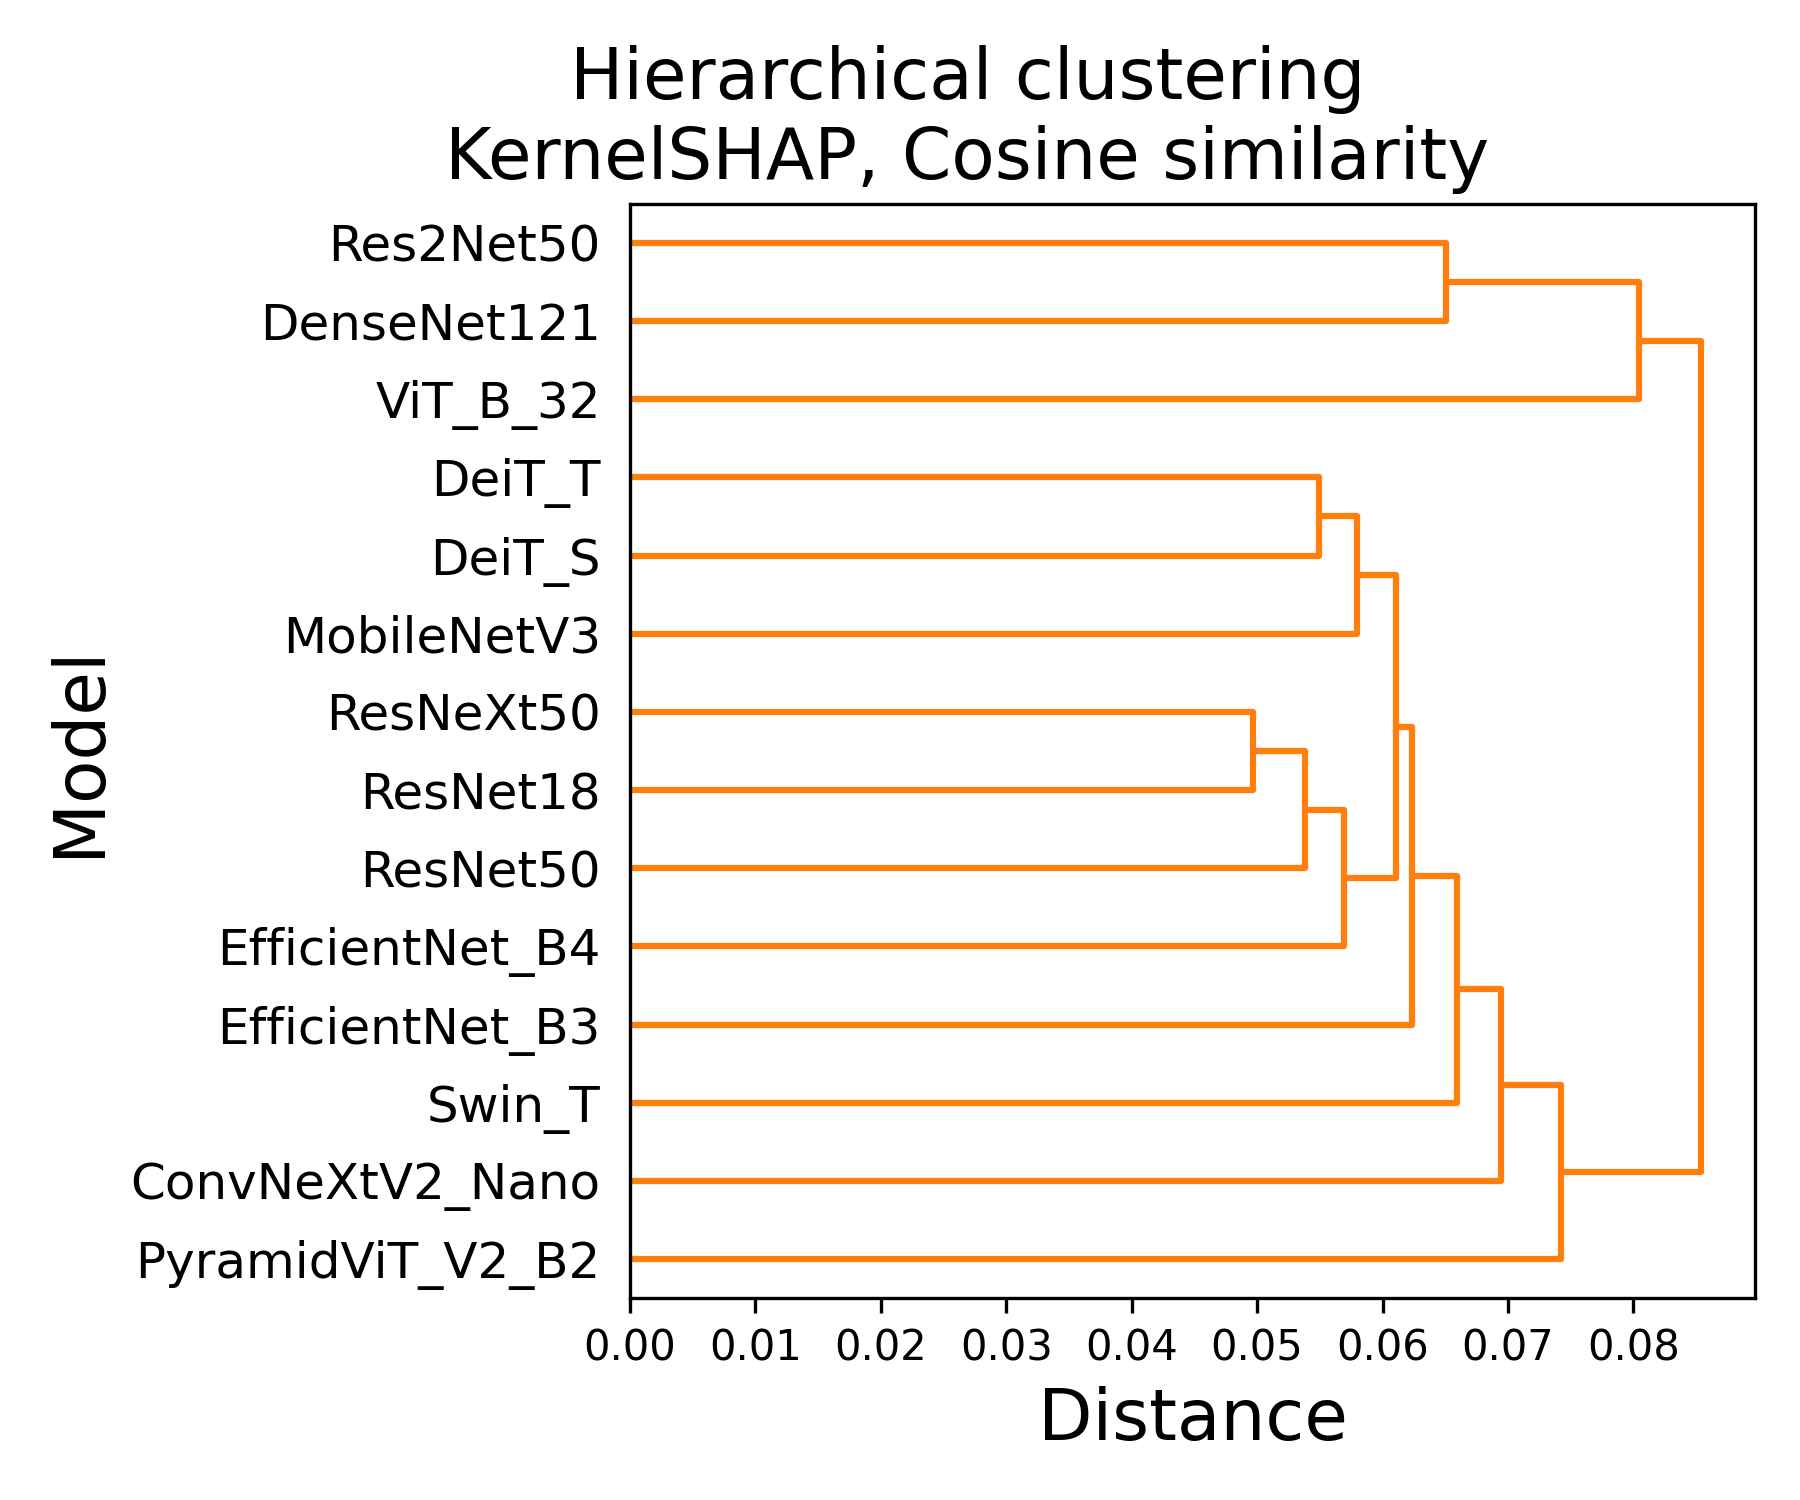 Hierarchical clustering
KernelSHAP, Cosine similarity
Res2Net50
DenseNet121
ViT_B_32
DeiT_T
DeiT_S
MobileNetV3
ResNeXt50
ResNet18
ResNet50
EfficientNet_B4
EfficientNet_B3
Swin_T
ConvNeXtV2_Nano
PyramidViT_V2_B2
Model
0.00 0.01 0.02 0.03 0.04 0.05 0.06 0.07 0.08
Distance